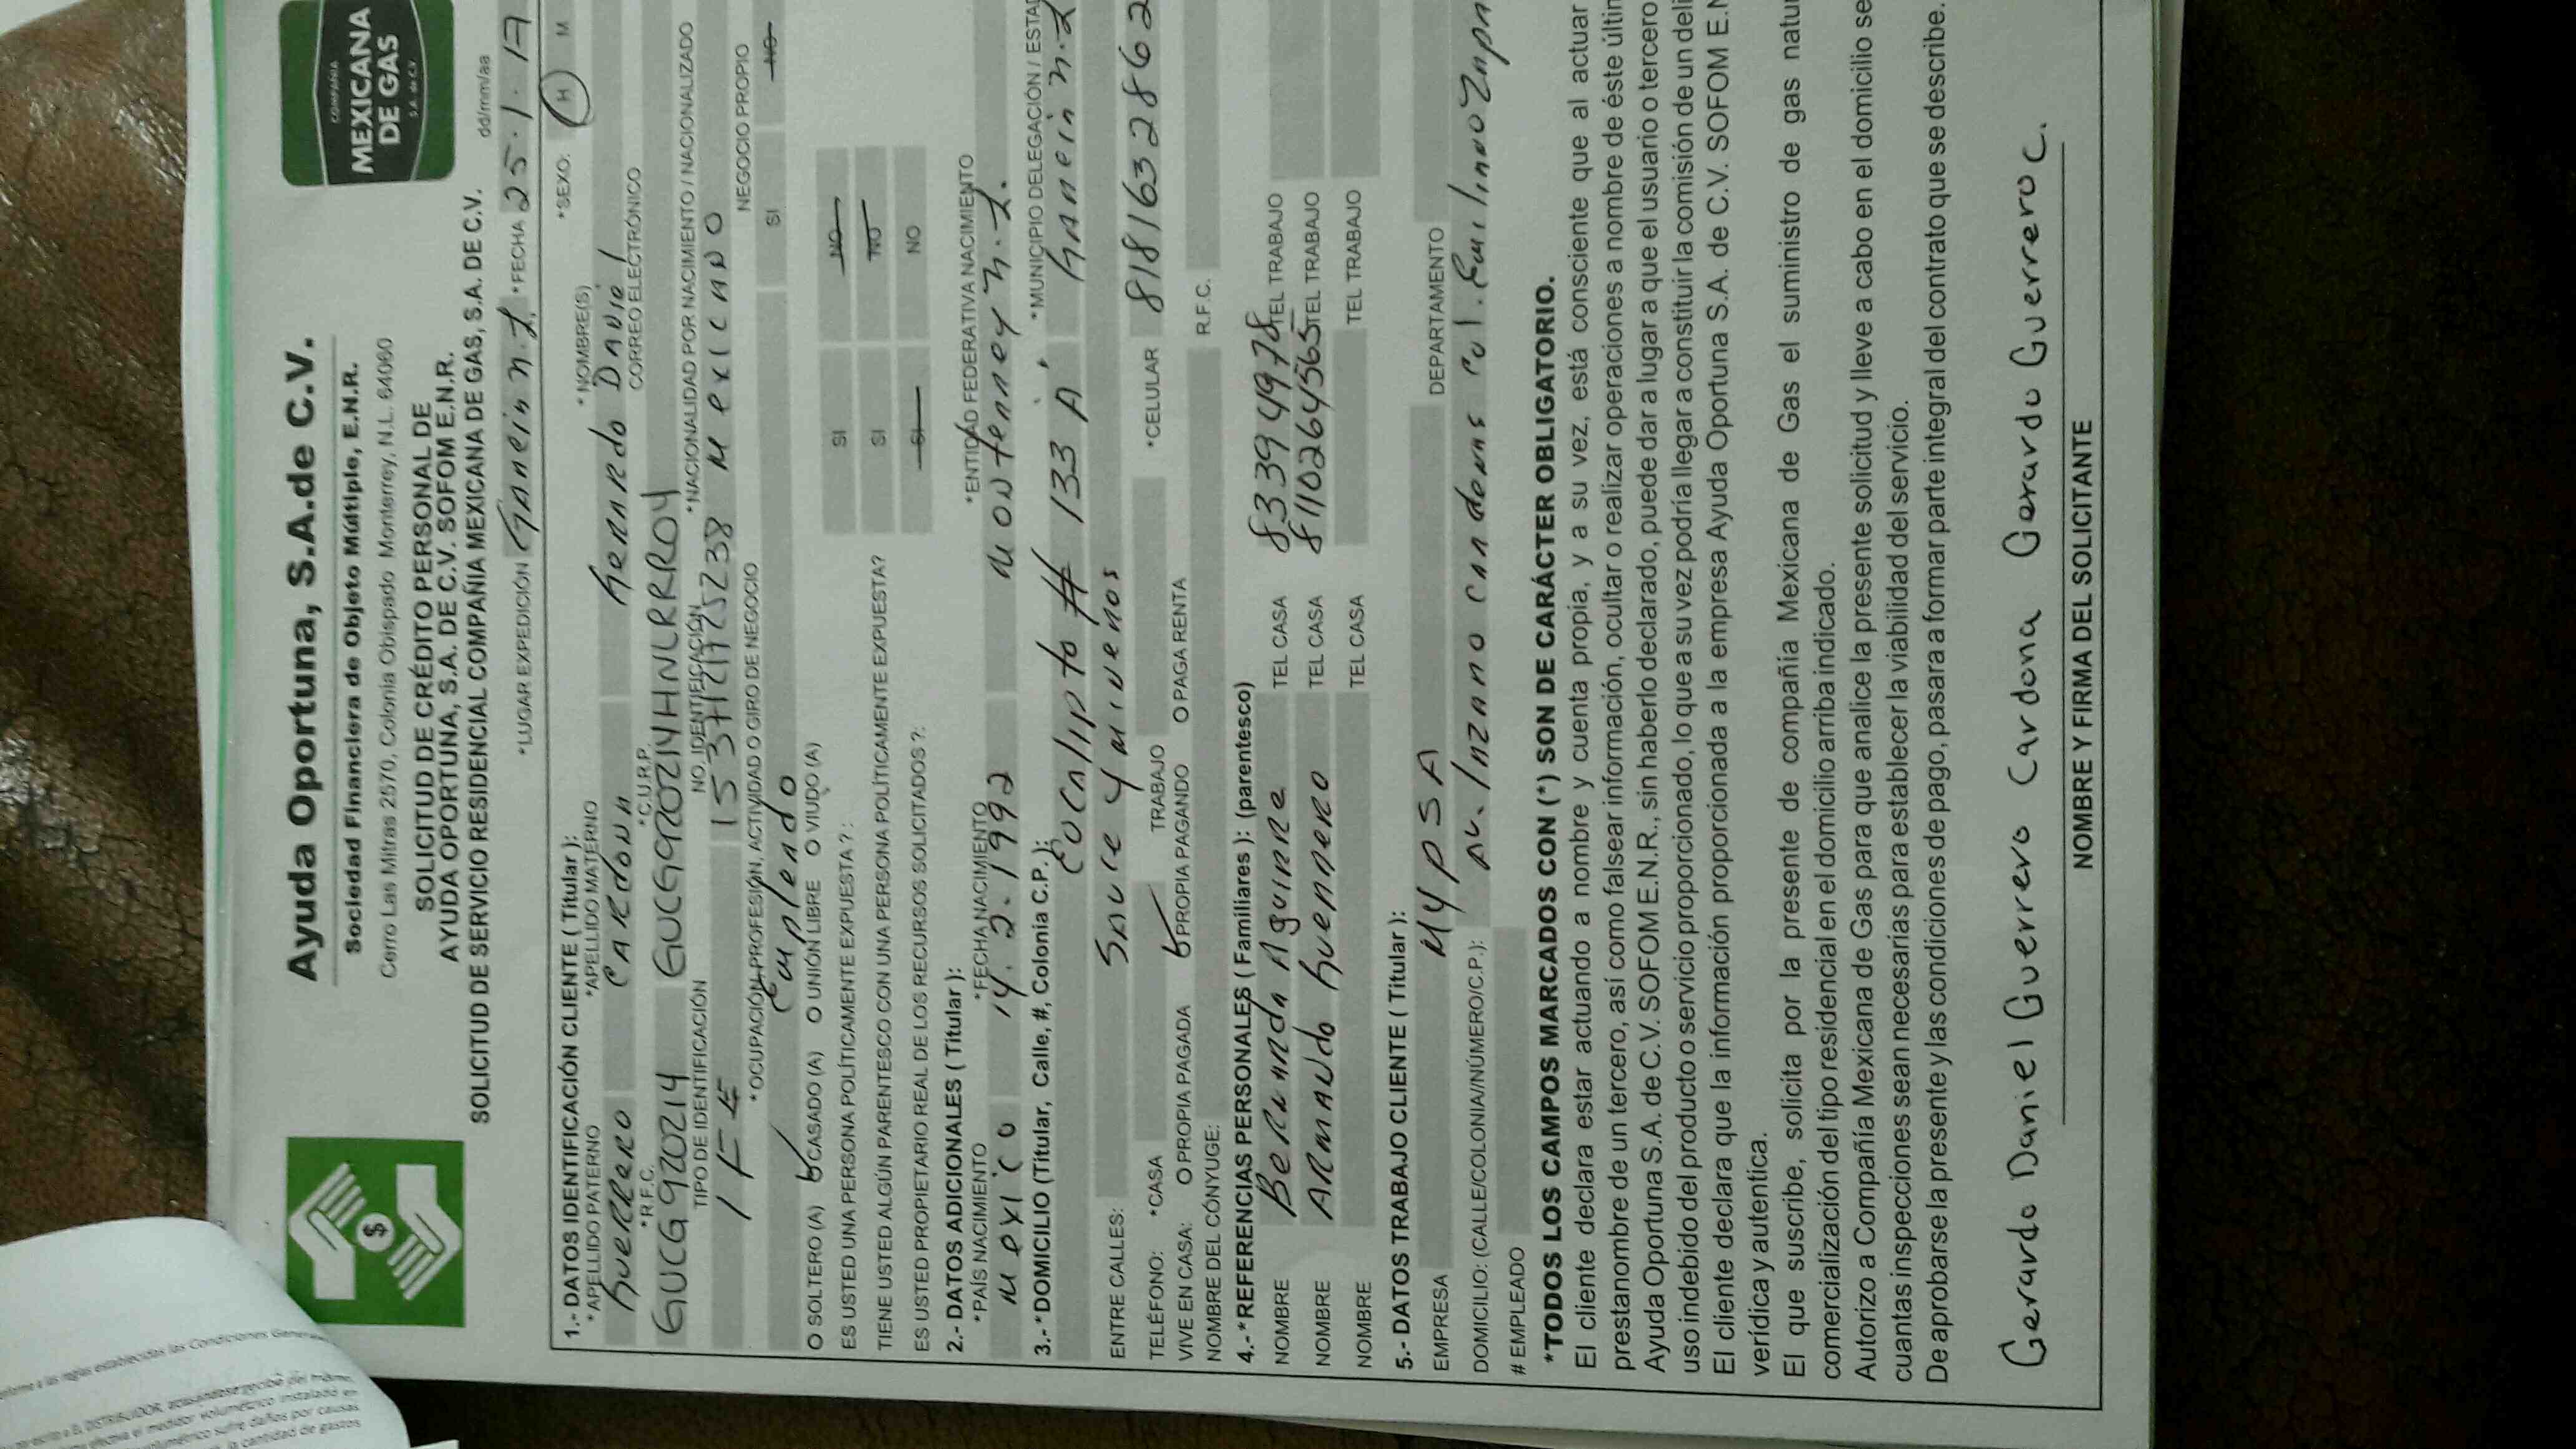 COMPAÑIA
MEXICANA
DE GAS
S.A. de C.V.
Ayuda Oportuna, S.A.de C.V.
Sociedad Financiera de Objeto Múltiple, E.N.R.
Cerro Las Mitras 2570, Colonia Obispado Monterrey, N.L. 64060
SOLICITUD DE CRÉDITO PERSONAL DE
AYUDA OPORTUNA, S.A. DE C.V. SOFOM E.N.R.
SOLICITUD DE SERVICIO RESIDENCIAL COMPAÑIA MEXICANA DE GAS, S.A. DE C.V.
dd/mm/aa
*LUGAR EXPEDICIÓN Garcia N.L. *FECHA 25.1.17
1.- DATOS IDENTIFICACIÓN CLIENTE ( Titular ):
*SEXO: H M
* APELLIDO PATERNO *APELLIDO MATERNO *NOMBRE(S)
Guerrero Cardona Gerardo Daniel
*R.F.C. *C.U.R.P. CORREO ELECTRÓNICO
GUCG920214 GUCG920214HNLRRR04
TIPO DE IDENTIFICACIÓN NO. IDENTIFICACIÓN *NACIONALIDAD POR NACIMIENTO / NACIONALIZADO
IFE Mexicano
*OCUPACIÓN PROFESIÓN, ACTIVIDAD O GIRO DE NEGOCIO NEGOCIO PROPIO
Empleado SI NO
O SOLTERO (A) O CASADO (A) O UNIÓN LIBRE O VIUDO (A)
ES USTED UNA PERSONA POLÍTICAMENTE EXPUESTA ? : SI NO
TIENE USTED ALGÚN PARENTESCO CON UNA PERSONA POLÍTICAMENTE EXPUESTA? SI NO
ES USTED PROPIETARIO REAL DE LOS RECURSOS SOLICITADOS ?: SI NO
2.- DATOS ADICIONALES ( Titular ):
*PAÍS NACIMIENTO *FECHA NACIMIENTO *ENTIDAD FEDERATIVA NACIMIENTO
Mexico 14.2.1992 Monterrey N.L.
3.-*DOMICILIO (Titular, Calle, #, Colonia C.P.): *MUNICIPIO DELEGACIÓN / ESTAD
Eucalipto # 133 A Garcia N.L
ENTRE CALLES: Sauce y
TELÉFONO: *CASA TRABAJO *CELULAR 8181632862
VIVE EN CASA: O PROPIA PAGADA O PROPIA PAGANDO O PAGA RENTA
NOMBRE DEL CÓNYUGE: R.F.C.
4.-*REFERENCIAS PERSONALES ( Familiares ): (parentesco)
NOMBRE Aguirre TEL CASA 83394978 TEL TRABAJO
NOMBRE Armando Guerrero TEL CASA 8110264565 TEL TRABAJO
NOMBRE TEL CASA TEL TRABAJO
5.- DATOS TRABAJO CLIENTE ( Titular ):
EMPRESA MYPSA DEPARTAMENTO
DOMICILIO: (CALLE/COLONIA/NÚMERO/C.P.): Av. Lazaro Cardenas Col. Emiliano Zapa
# EMPLEADO
*TODOS LOS CAMPOS MARCADOS CON (*) SON DE CARÁCTER OBLIGATORIO.
El cliente declara estar actuando a nombre y cuenta propia, y a su vez, está consciente que al actuar
prestanombre de un tercero, así como falsear información, ocultar o realizar operaciones a nombre de éste últin
Ayuda Oportuna S.A. de C.V. SOFOM E.N.R., sin haberlo declarado, puede dar a lugar a que el usuario o tercero
uso indebido del producto o servicio proporcionado, lo que a su vez podría llegar a constituir la comisión de un deli
El cliente declara que la información proporcionada a la empresa Ayuda Oportuna S.A. de C.V. SOFOM E.N
verídica y autentica.
El que suscribe, solicita por la presente de compañía Mexicana de Gas el suministro de gas natu
comercialización del tipo residencial en el domicilio arriba indicado.
Autorizo a Compañía Mexicana de Gas para que analice la presente solicitud y lleve a cabo en el domicilio se
cuantas inspecciones sean necesarias para establecer la viabilidad del servicio.
De aprobarse la presente y las condiciones de pago, pasara a formar parte integral del contrato que se describe.
Gerardo Daniel Guerrero Cardona Gerardo Guerrero C.
NOMBRE Y FIRMA DEL SOLICITANTE